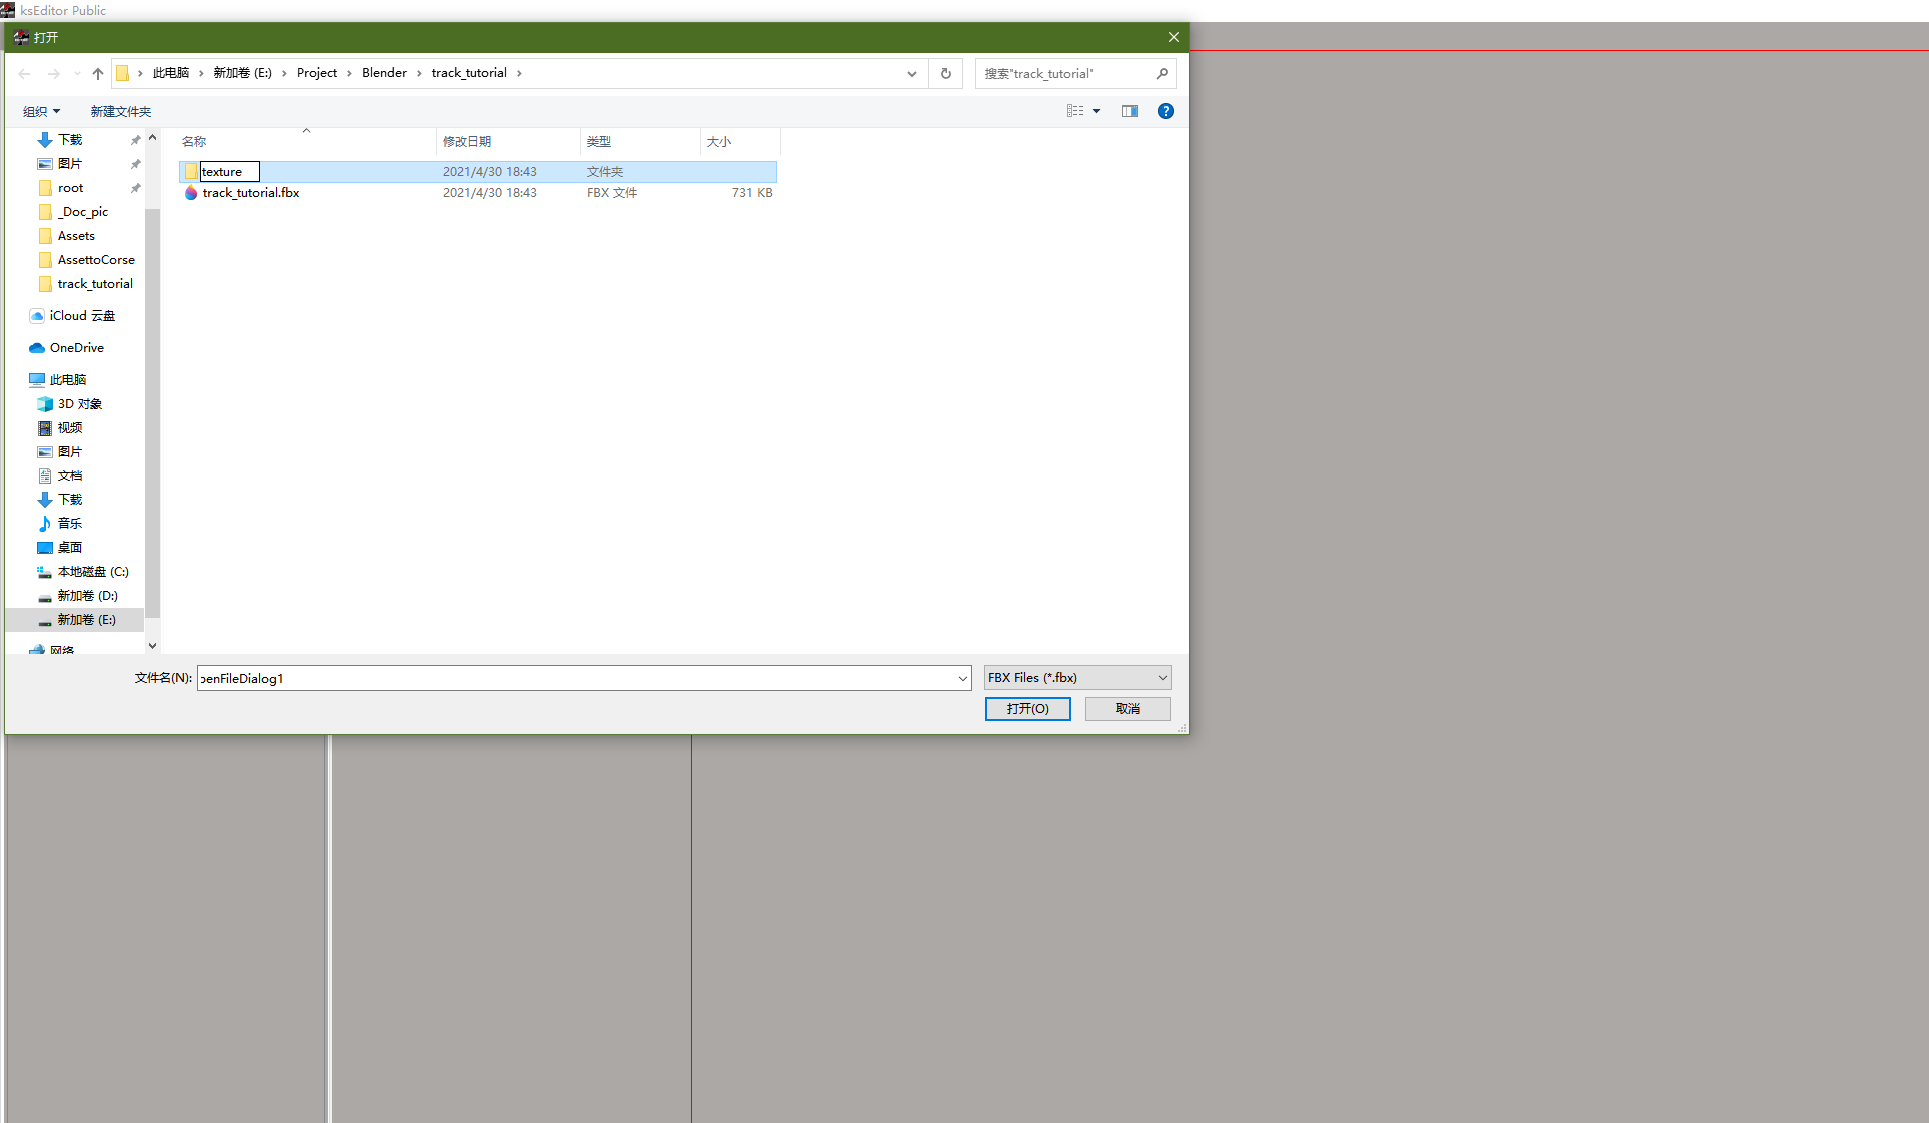 ksEditor Public
打开
此电脑 › 新加卷 (E:) › Project › Blender › track_tutorial ›
搜索"track_tutorial"
组织
新建文件夹
名称 修改日期 类型 大小
texture 2021/4/30 18:43 文件夹
track_tutorial.fbx 2021/4/30 18:43 FBX 文件 731 KB
下载
图片
root
_Doc_pic
Assets
AssettoCorse
track_tutorial
iCloud 云盘
OneDrive
此电脑
3D 对象
视频
图片
文档
下载
音乐
桌面
本地磁盘 (C:)
新加卷 (D:)
新加卷 (E:)
网络
文件名(N): penFileDialog1
FBX Files (*.fbx)
打开(O)
取消